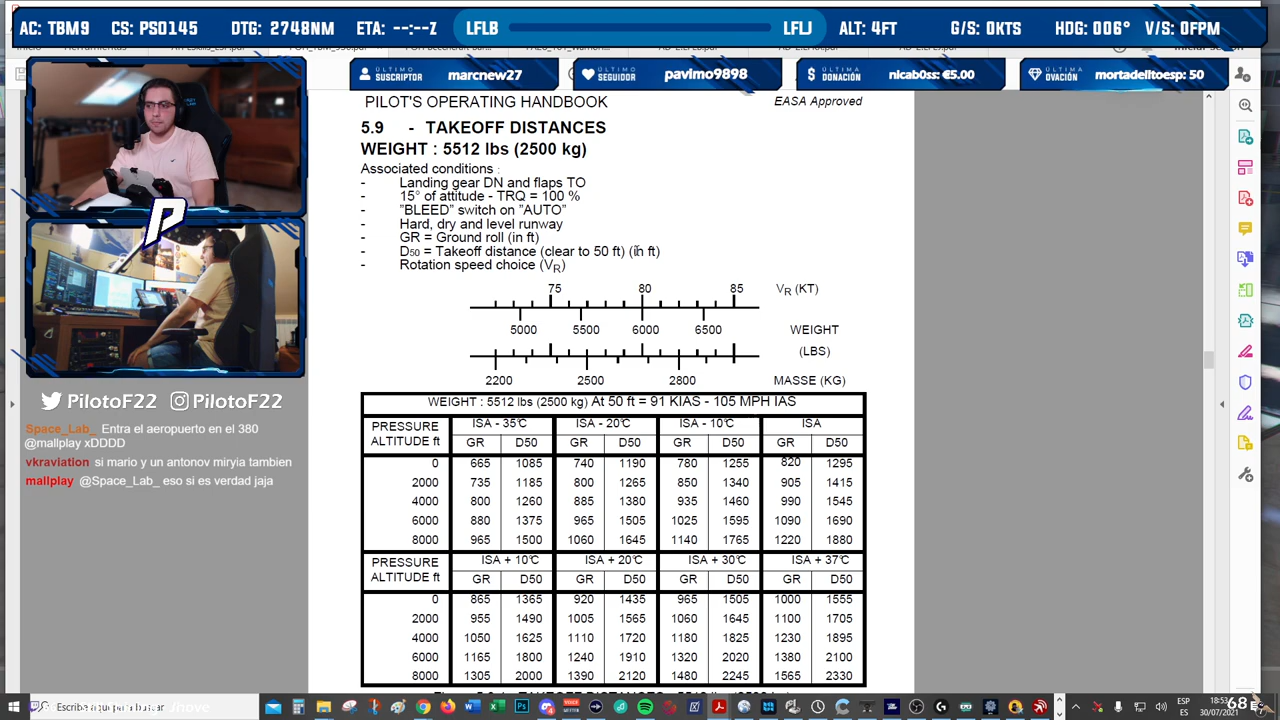 AC: TBM9 CS: PSO145 DTG: 2748NM ETA: --:--Z LFLB LFLJ ALT: 4FT G/S: 0KTS HDG: 006° V/S: 0FPM
ÚLTIMO SUSCRIPTOR marcnew27 ÚLTIMO SEGUIDOR pavimo9898 ÚLTIMA DONACIÓN nicab0ss: €5.00 ÚLTIMA OVACIÓN mortadelitoesp: 50
PILOT'S OPERATING HANDBOOK EASA Approved
5.9 - TAKEOFF DISTANCES
WEIGHT : 5512 lbs (2500 kg)
Associated conditions :
- Landing gear DN and flaps TO
- 15° of attitude - TRQ = 100 %
- "BLEED" switch on "AUTO"
- Hard, dry and level runway
- GR = Ground roll (in ft)
- D50 = Takeoff distance (clear to 50 ft) (in ft)
- Rotation speed choice (VR)
75 80 85 VR (KT)
5000 5500 6000 6500 WEIGHT
(LBS)
2200 2500 2800 MASSE (KG)
WEIGHT : 5512 lbs (2500 kg) At 50 ft = 91 KIAS - 105 MPH IAS
PRESSURE ALTITUDE ft ISA - 35°C ISA - 20°C ISA - 10°C ISA
GR D50 GR D50 GR D50 GR D50
0 665 1085 740 1190 780 1255 820 1295
2000 735 1185 800 1265 850 1340 905 1415
4000 800 1260 885 1380 935 1460 990 1545
6000 880 1375 965 1505 1025 1595 1090 1690
8000 965 1500 1060 1645 1140 1765 1220 1880
PRESSURE ALTITUDE ft ISA + 10°C ISA + 20°C ISA + 30°C ISA + 37°C
GR D50 GR D50 GR D50 GR D50
0 865 1365 920 1435 965 1505 1000 1555
2000 955 1490 1005 1565 1060 1645 1100 1705
4000 1050 1625 1110 1720 1180 1825 1230 1895
6000 1165 1800 1240 1910 1320 2020 1380 2100
8000 1305 2000 1390 2120 1480 2245 1565 2330
P
PilotoF22 PilotoF22
Space_Lab_ Entra el aeropuerto en el 380
@mallplay xDDDD
vkraviation si mario y un antonov miryia tambien
mallplay @Space_Lab_ eso si es verdad jaja
ESP
ES
30/07/2021
68